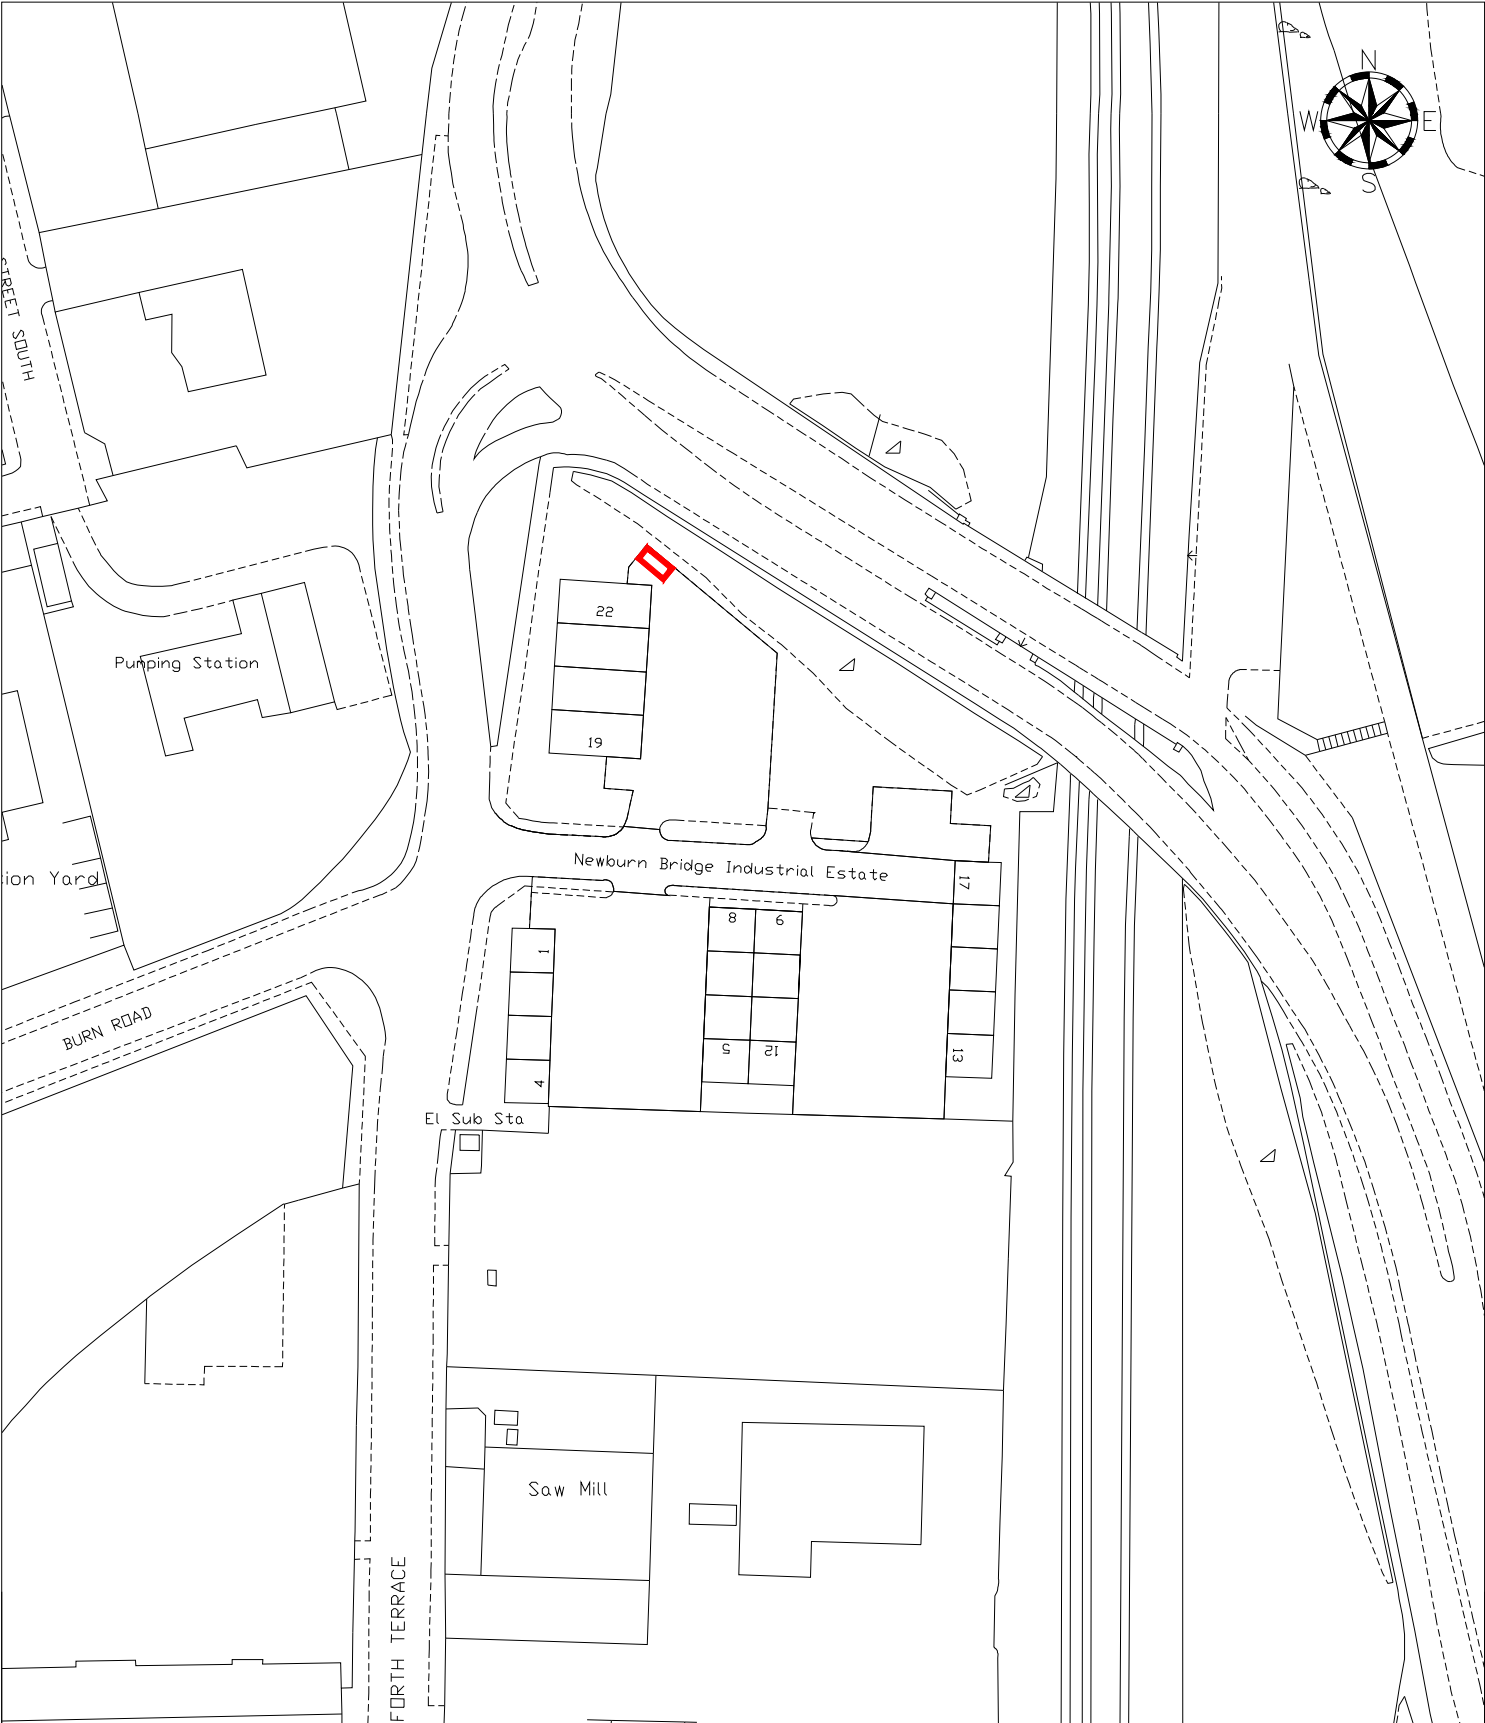 N
W E
S
STREET SOUTH
22
Pumping Station
19
Newburn Bridge Industrial Estate
ion Yard
17
8 6
1
BURN ROAD
5 12
13
4
El Sub Sta
Saw Mill
FORTH TERRACE